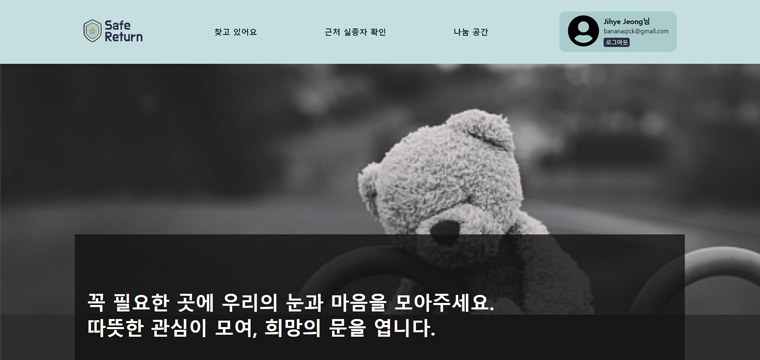 Safe
Return
찾고 있어요
근처 실종자 확인
나눔 공간
Jihye Jeong님
bananaqick@gmail.com
로그아웃
꼭 필요한 곳에 우리의 눈과 마음을 모아주세요.
따뜻한 관심이 모여, 희망의 문을 엽니다.